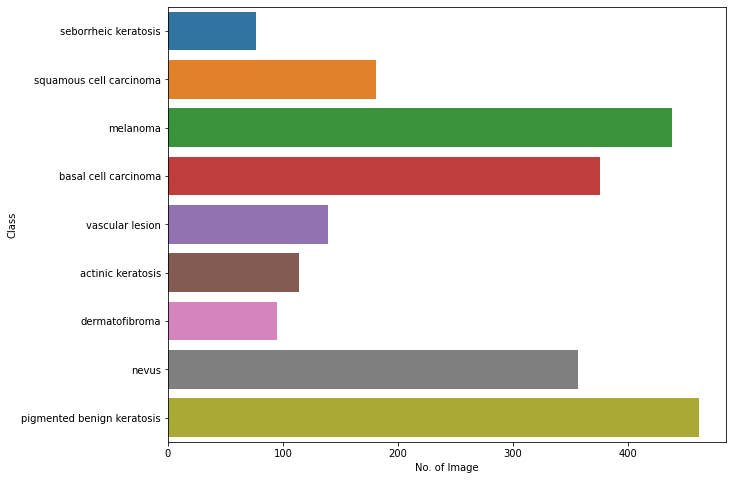 seborrheic keratosis
squamous cell carcinoma
melanoma
basal cell carcinoma
vascular lesion
actinic keratosis
dermatofibroma
nevus
pigmented benign keratosis
Class
0 100 200 300 400
No. of Image